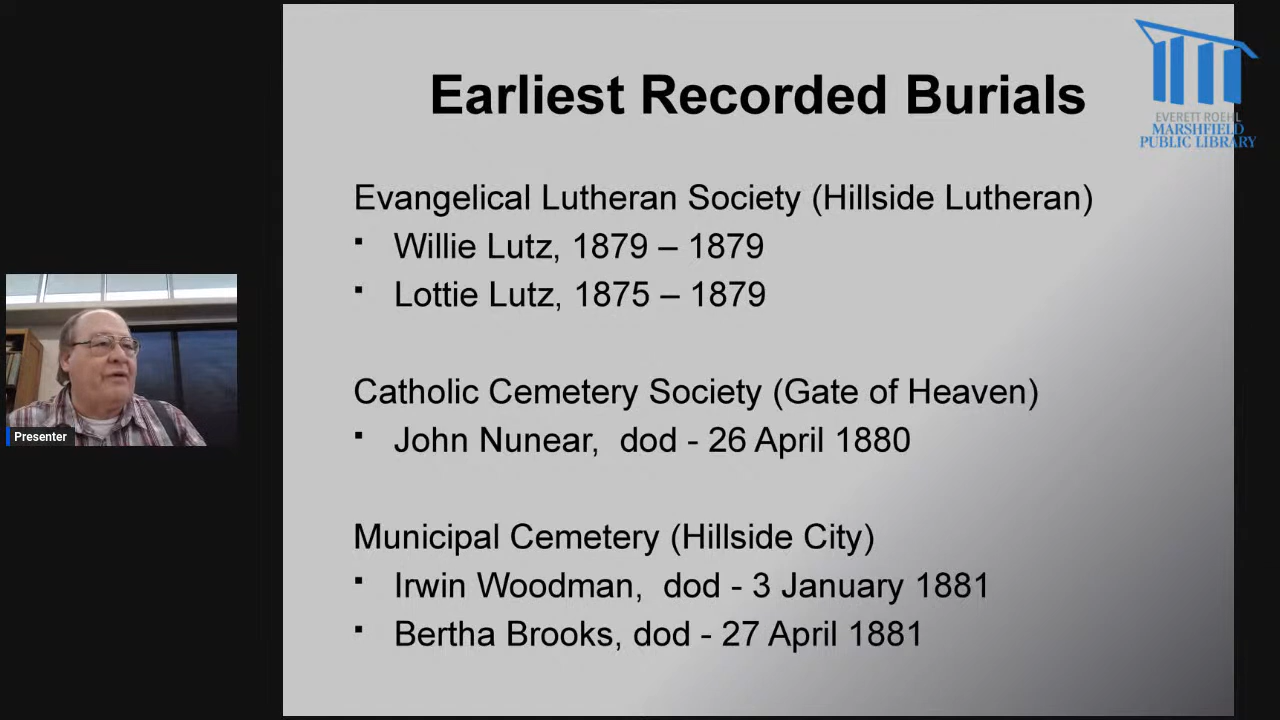 Earliest Recorded Burials
EVERETT ROEHL
MARSHFIELD
PUBLIC LIBRARY
Evangelical Lutheran Society (Hillside Lutheran)
▪ Willie Lutz, 1879 – 1879
▪ Lottie Lutz, 1875 – 1879
Catholic Cemetery Society (Gate of Heaven)
▪ John Nunear, dod - 26 April 1880
Municipal Cemetery (Hillside City)
▪ Irwin Woodman, dod - 3 January 1881
▪ Bertha Brooks, dod - 27 April 1881
Presenter